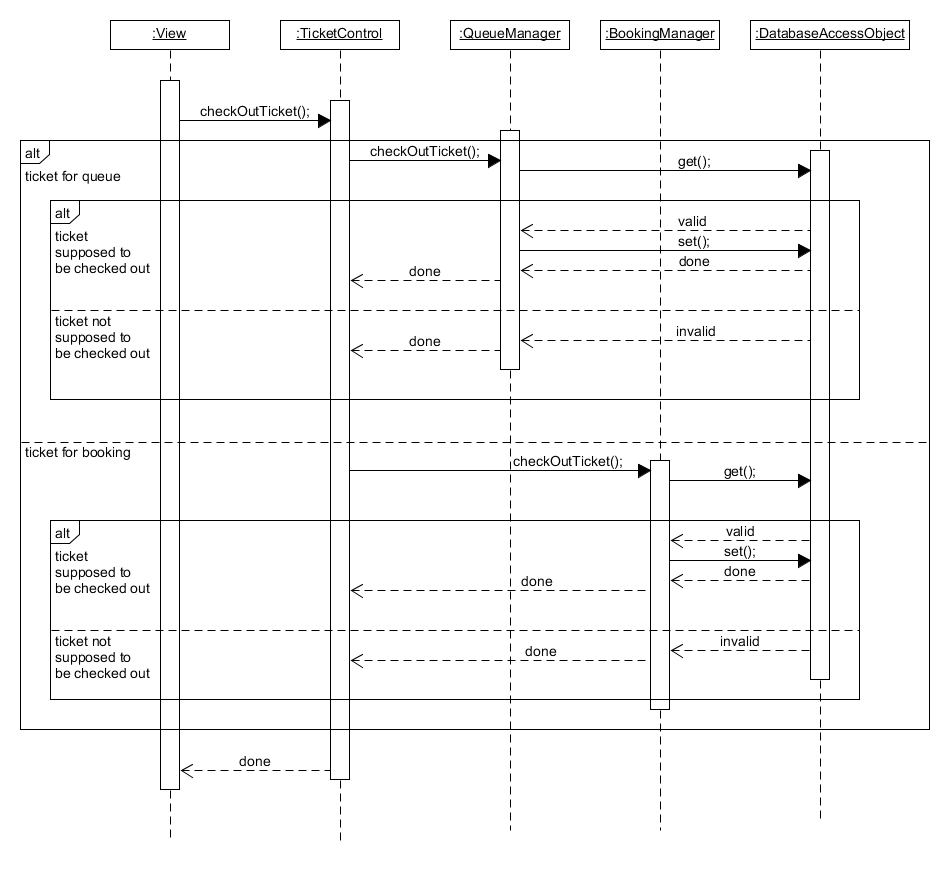 :View
:TicketControl
:QueueManager
:BookingManager
:DatabaseAccessObject
checkOutTicket();
alt
checkOutTicket();
get();
ticket for queue
alt
valid
ticket
supposed to
be checked out
set();
done
done
ticket not
supposed to
be checked out
invalid
done
ticket for booking
checkOutTicket();
get();
alt
valid
ticket
supposed to
be checked out
set();
done
done
ticket not
supposed to
be checked out
invalid
done
done